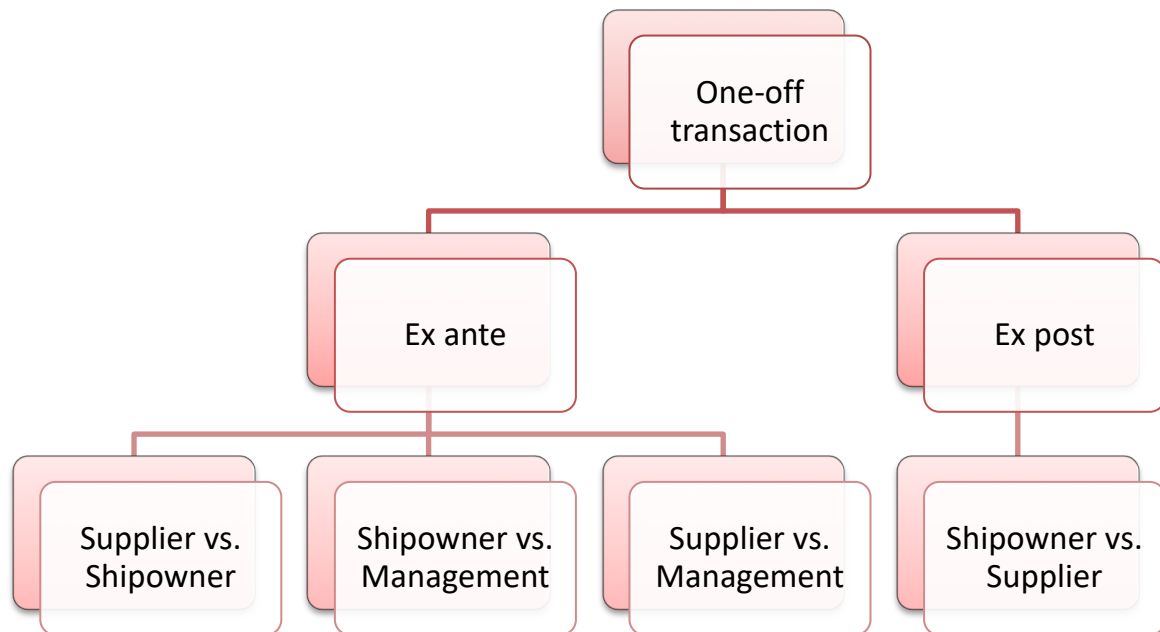 One-off
transaction
Ex ante
Ex post
Supplier vs.
Shipowner
Shipowner vs.
Management
Supplier vs.
Management
Shipowner vs.
Supplier